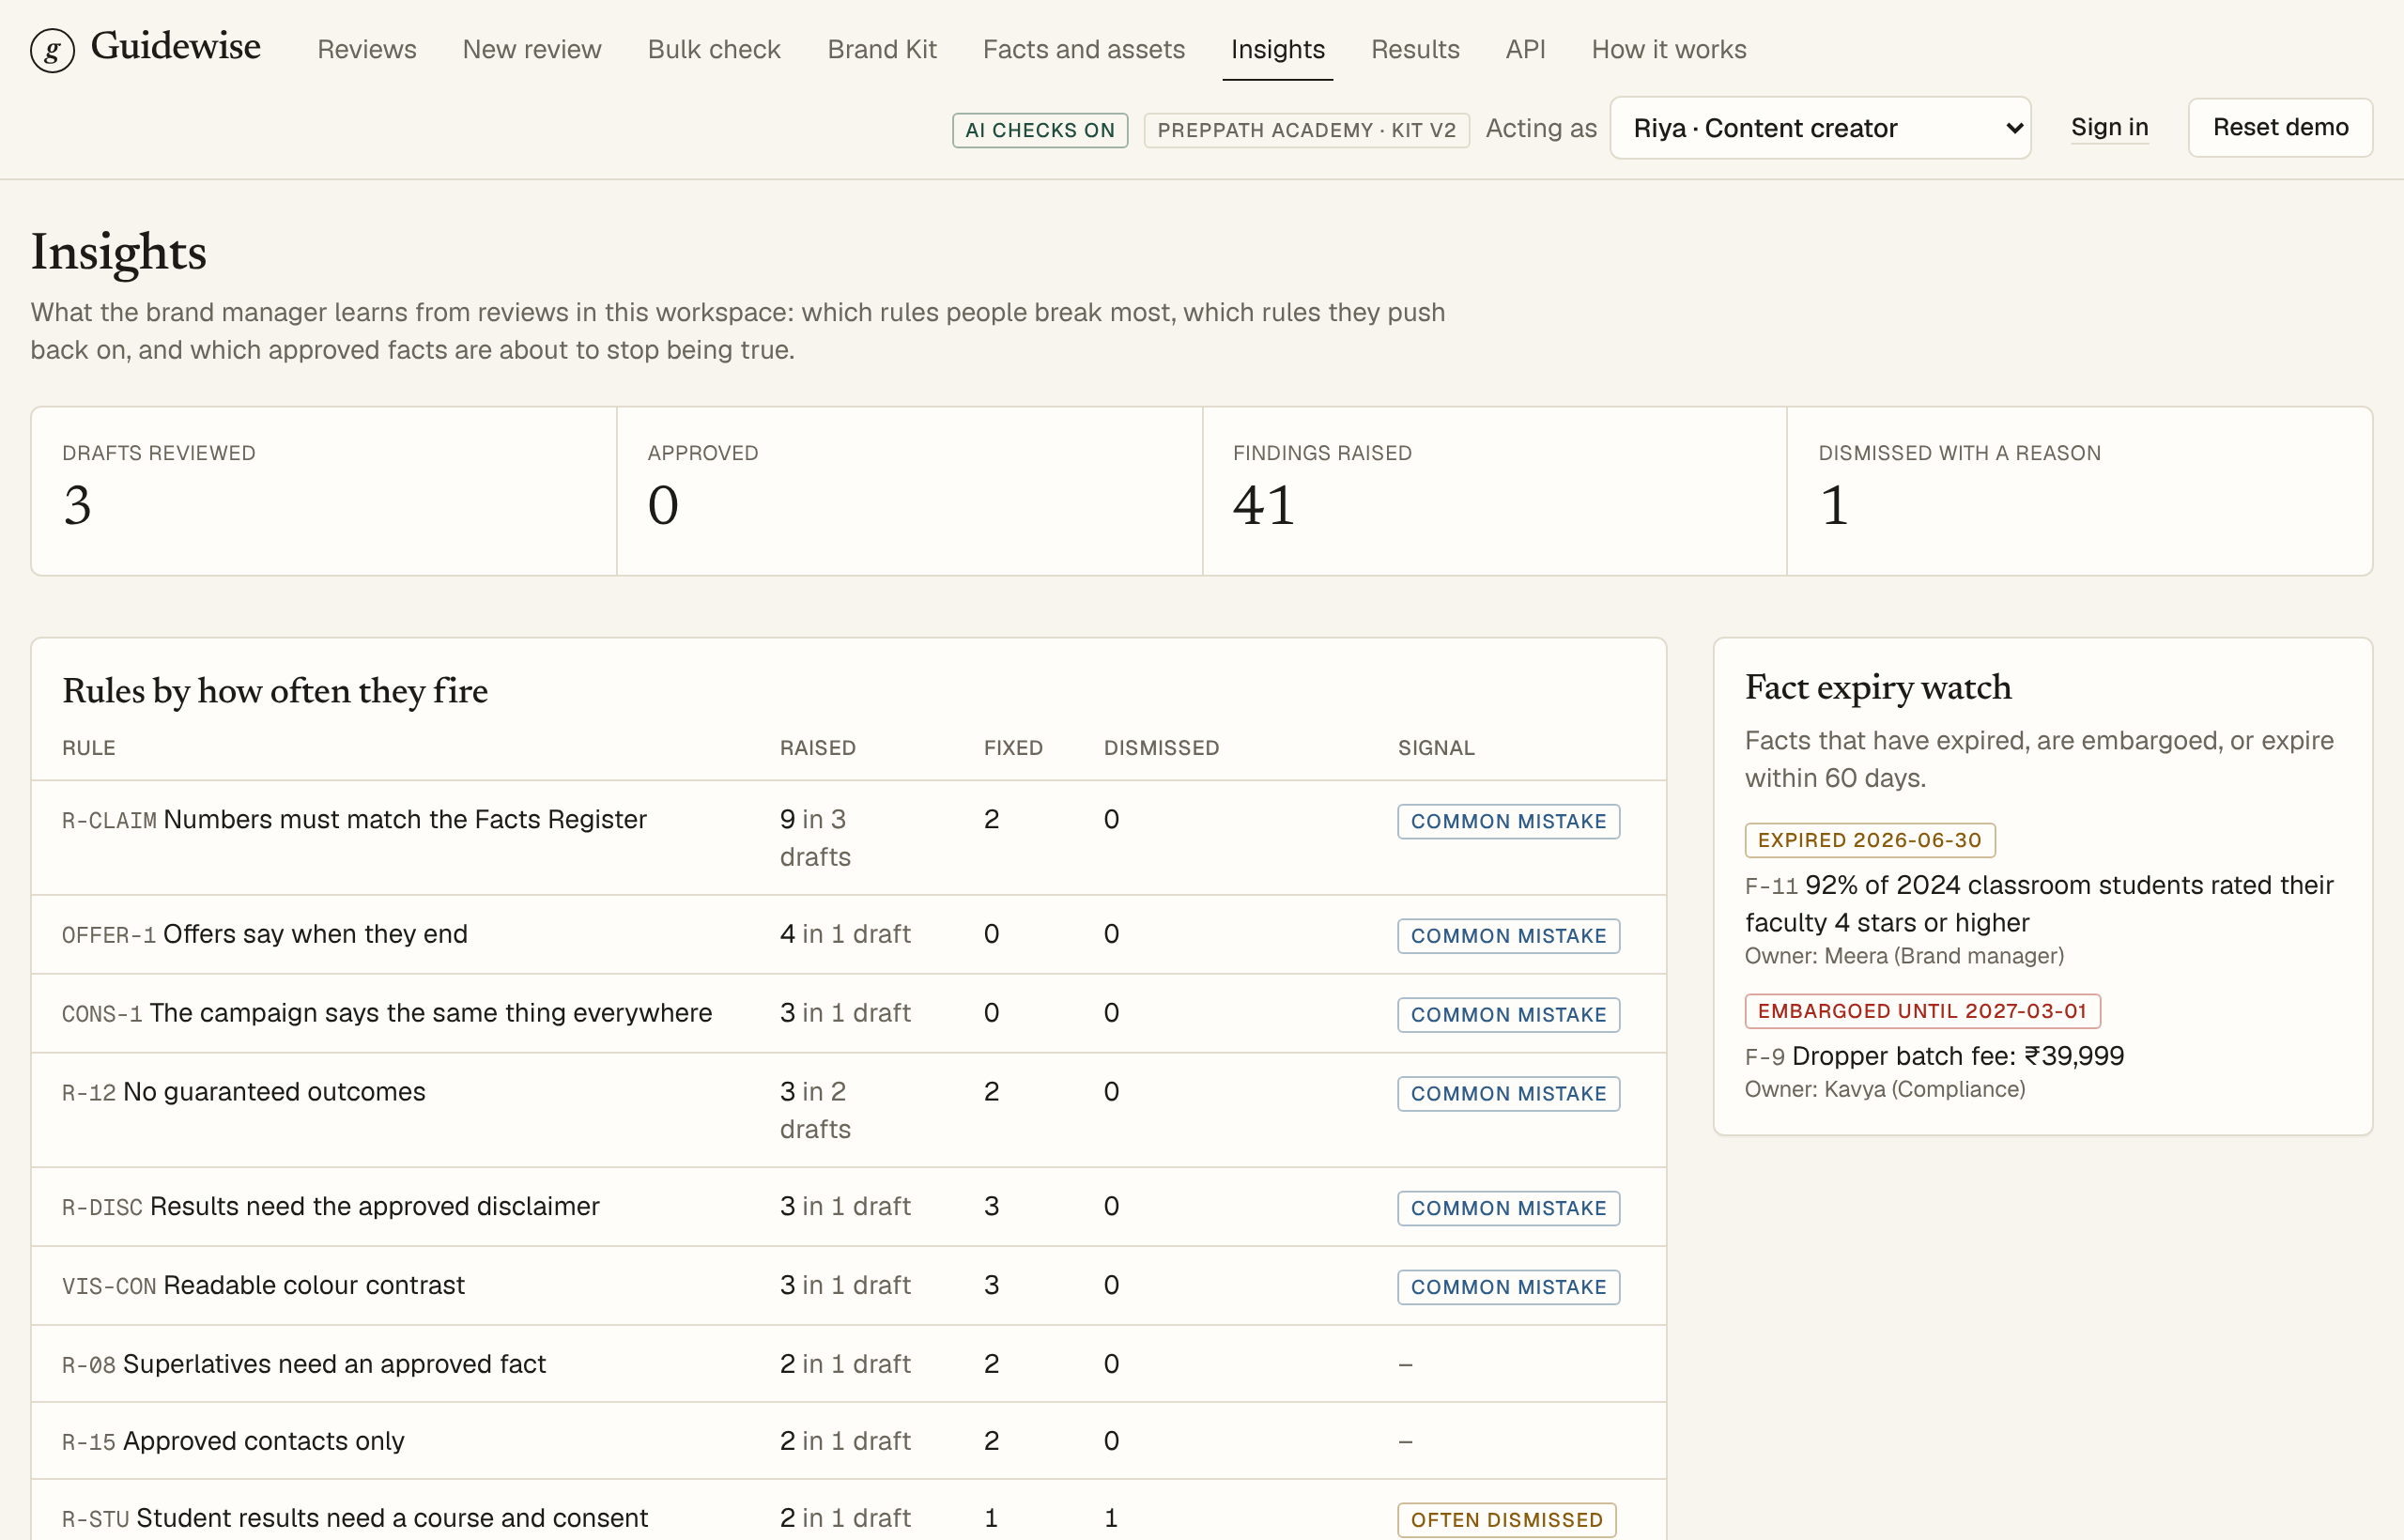 g Guidewise Reviews New review Bulk check Brand Kit Facts and assets Insights Results API How it works
AI CHECKS ON PREPPATH ACADEMY · KIT V2 Acting as Riya · Content creator Sign in Reset demo
Insights
What the brand manager learns from reviews in this workspace: which rules people break most, which rules they push
back on, and which approved facts are about to stop being true.
DRAFTS REVIEWED
3
APPROVED
0
FINDINGS RAISED
41
DISMISSED WITH A REASON
1
Rules by how often they fire
RULE RAISED FIXED DISMISSED SIGNAL
R-CLAIM Numbers must match the Facts Register 9 in 3 2 0 COMMON MISTAKE
drafts
OFFER-1 Offers say when they end 4 in 1 draft 0 0 COMMON MISTAKE
CONS-1 The campaign says the same thing everywhere 3 in 1 draft 0 0 COMMON MISTAKE
R-12 No guaranteed outcomes 3 in 2 2 0 COMMON MISTAKE
drafts
R-DISC Results need the approved disclaimer 3 in 1 draft 3 0 COMMON MISTAKE
VIS-CON Readable colour contrast 3 in 1 draft 3 0 COMMON MISTAKE
R-08 Superlatives need an approved fact 2 in 1 draft 2 0 –
R-15 Approved contacts only 2 in 1 draft 2 0 –
R-STU Student results need a course and consent 2 in 1 draft 1 1 OFTEN DISMISSED
Fact expiry watch
Facts that have expired, are embargoed, or expire
within 60 days.
EXPIRED 2026-06-30
F-11 92% of 2024 classroom students rated their
faculty 4 stars or higher
Owner: Meera (Brand manager)
EMBARGOED UNTIL 2027-03-01
F-9 Dropper batch fee: ₹39,999
Owner: Kavya (Compliance)